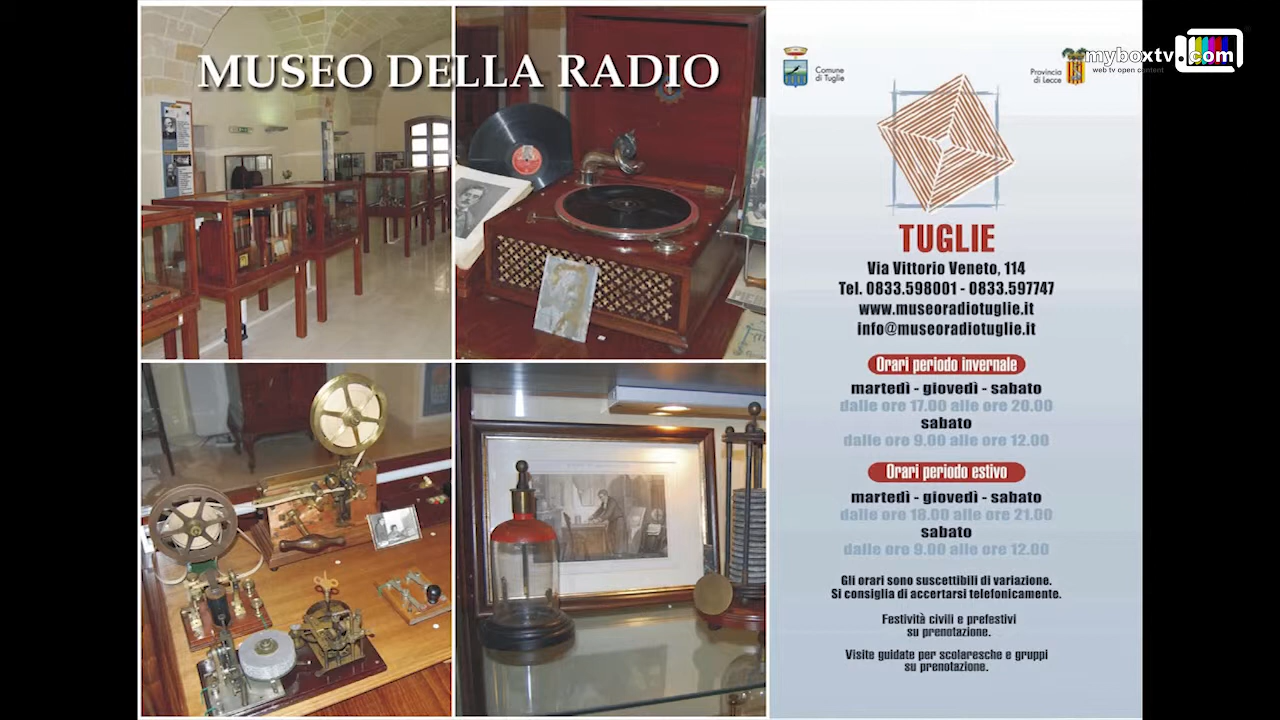 MUSEO DELLA RADIO
Comune
di Tuglie
Provincia
di Lecce
myboxtv.com
web tv open content
TUGLIE
Via Vittorio Veneto, 114
Tel. 0833.598001 - 0833.597747
www.museoradiotuglie.it
info@museoradiotuglie.it
Orari periodo invernale
martedì - giovedì - sabato
dalle ore 17.00 alle ore 20.00
sabato
dalle ore 9.00 alle ore 12.00
Orari periodo estivo
martedì - giovedì - sabato
dalle ore 18.00 alle ore 21.00
sabato
dalle ore 9.00 alle ore 12.00
Gli orari sono suscettibili di variazione.
Si consiglia di accertarsi telefonicamente.
Festività civili e prefestivi
su prenotazione.
Visite guidate per scolaresche e gruppi
su prenotazione.